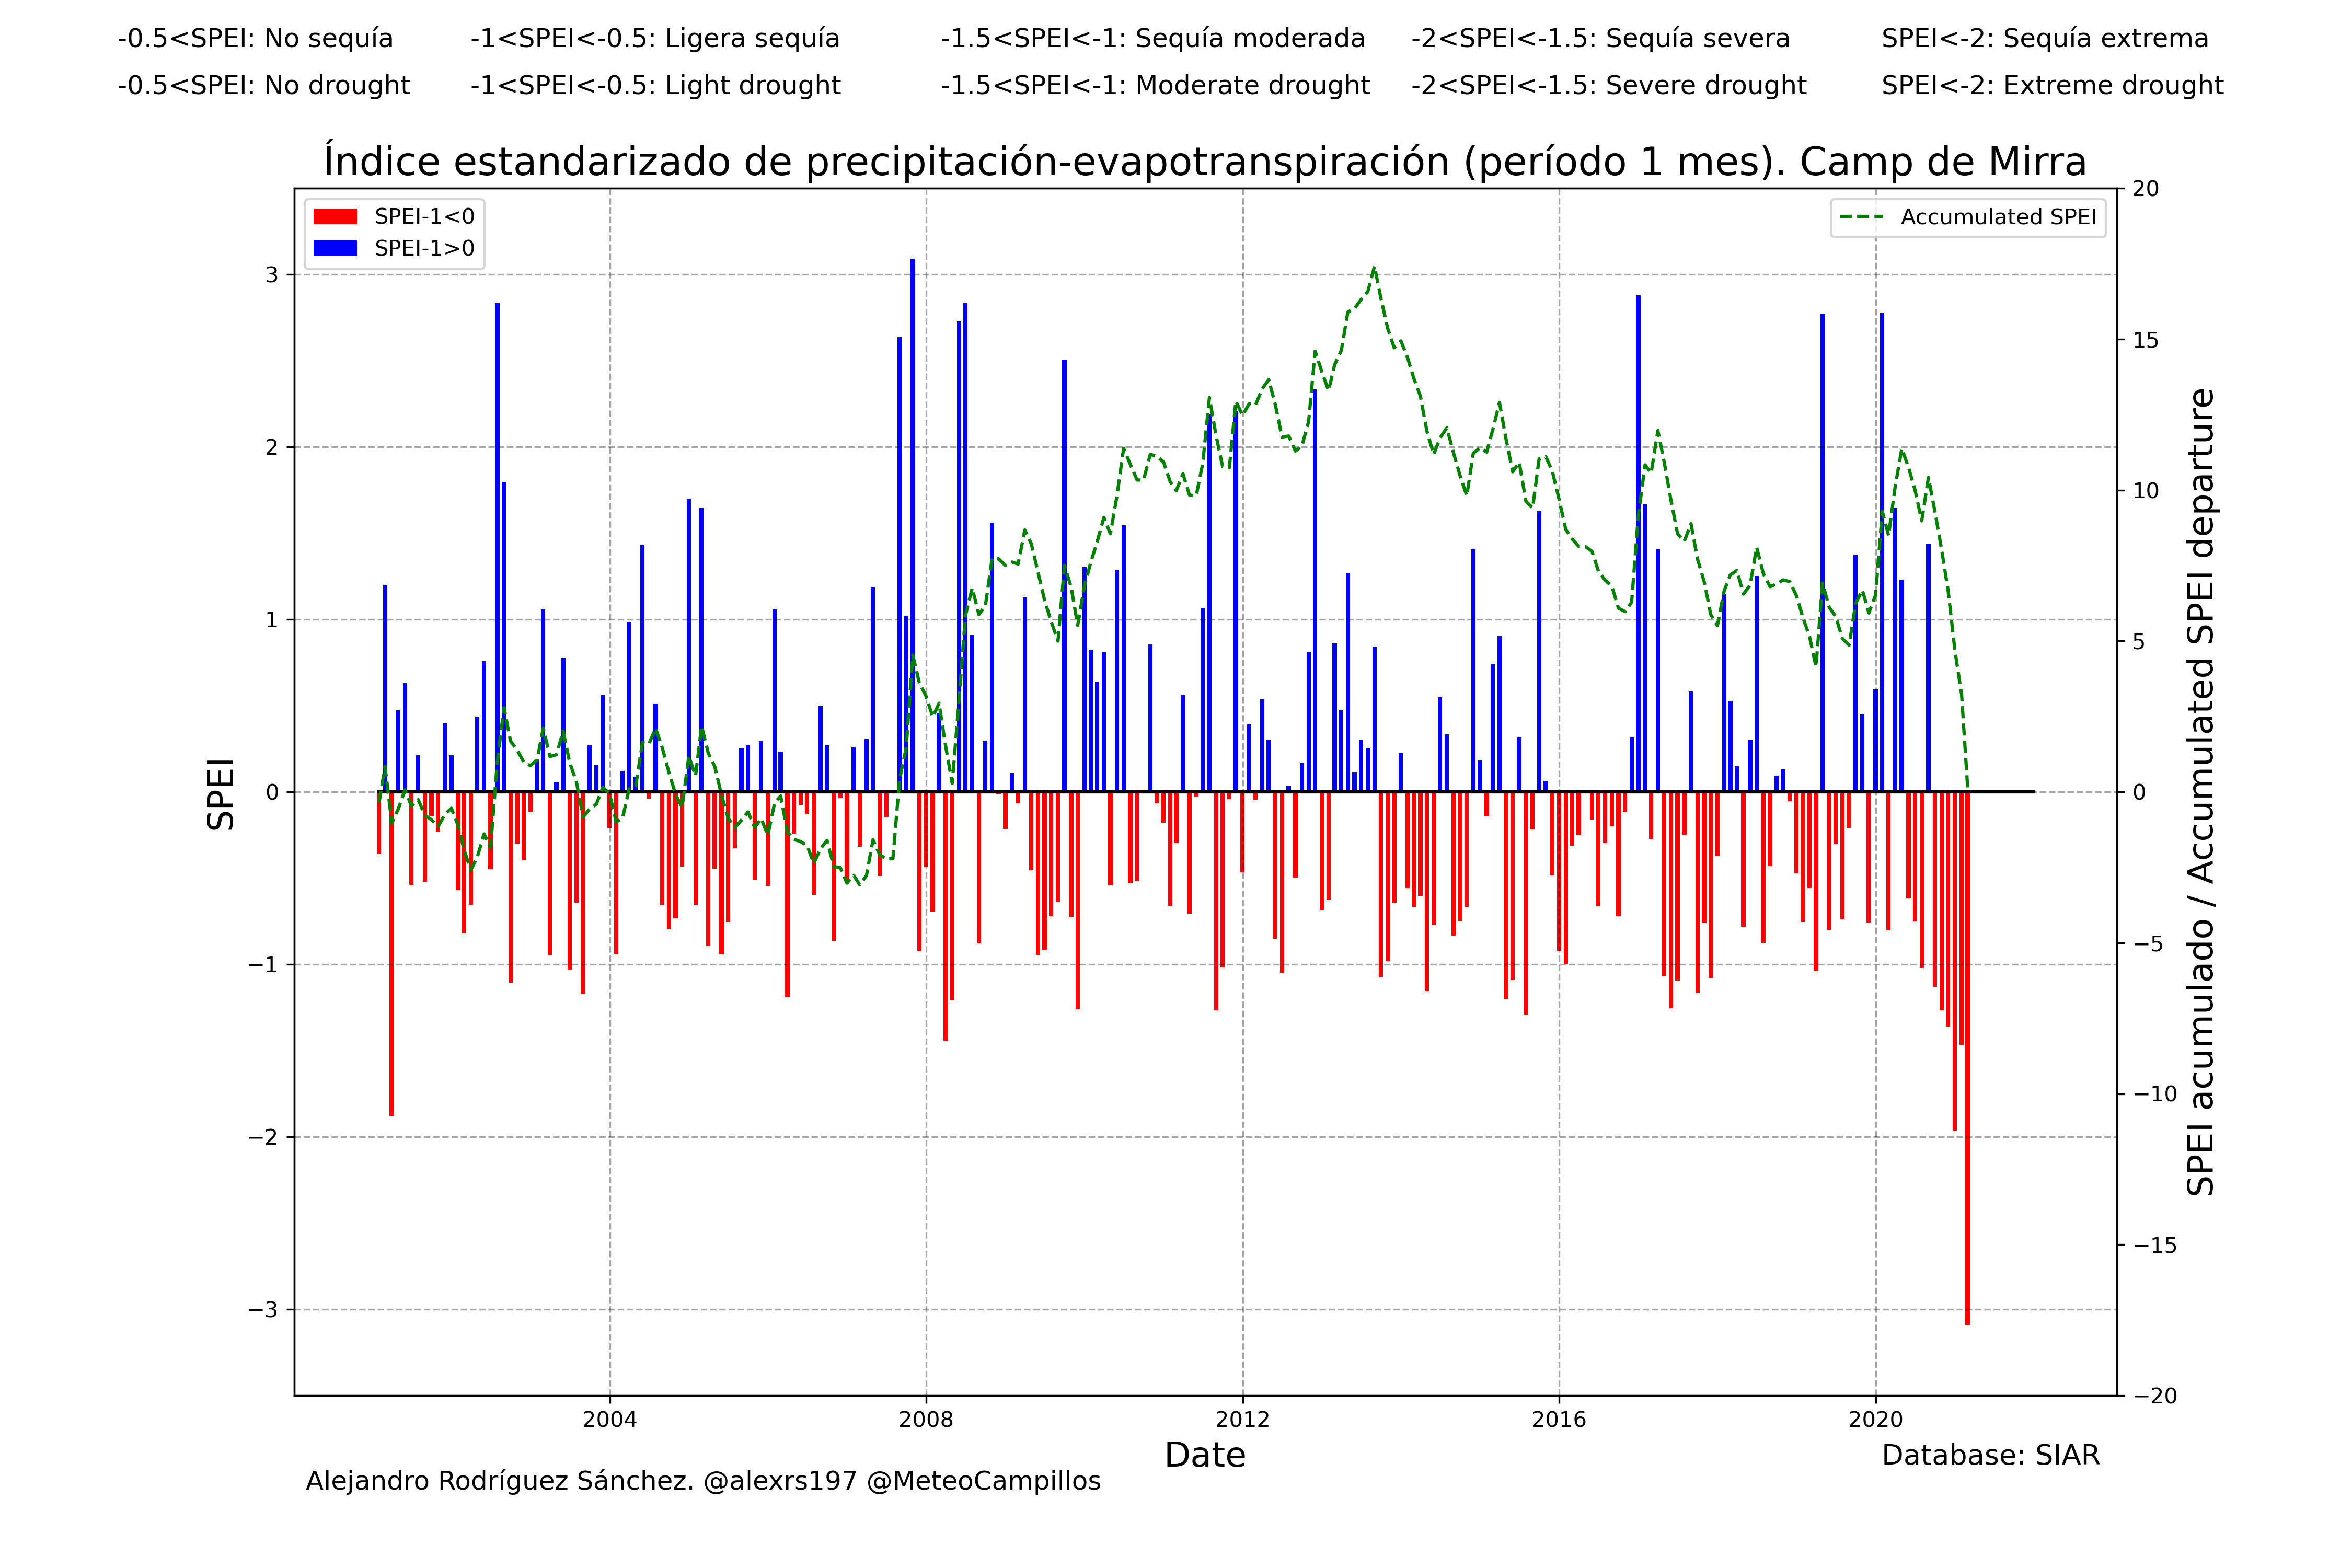 -0.5<SPEI: No sequía -1<SPEI<-0.5: Ligera sequía -1.5<SPEI<-1: Sequía moderada -2<SPEI<-1.5: Sequía severa SPEI<-2: Sequía extrema
-0.5<SPEI: No drought -1<SPEI<-0.5: Light drought -1.5<SPEI<-1: Moderate drought -2<SPEI<-1.5: Severe drought SPEI<-2: Extreme drought
Índice estandarizado de precipitación-evapotranspiración (período 1 mes). Camp de Mirra
SPEI-1<0
SPEI-1>0
Accumulated SPEI
SPEI
3
2
1
0
−1
−2
−3
20
15
10
5
0
−5
−10
−15
−20
SPEI acumulado / Accumulated SPEI departure
2004 2008 2012 2016 2020
Date
Database: SIAR
Alejandro Rodríguez Sánchez. @alexrs197 @MeteoCampillos